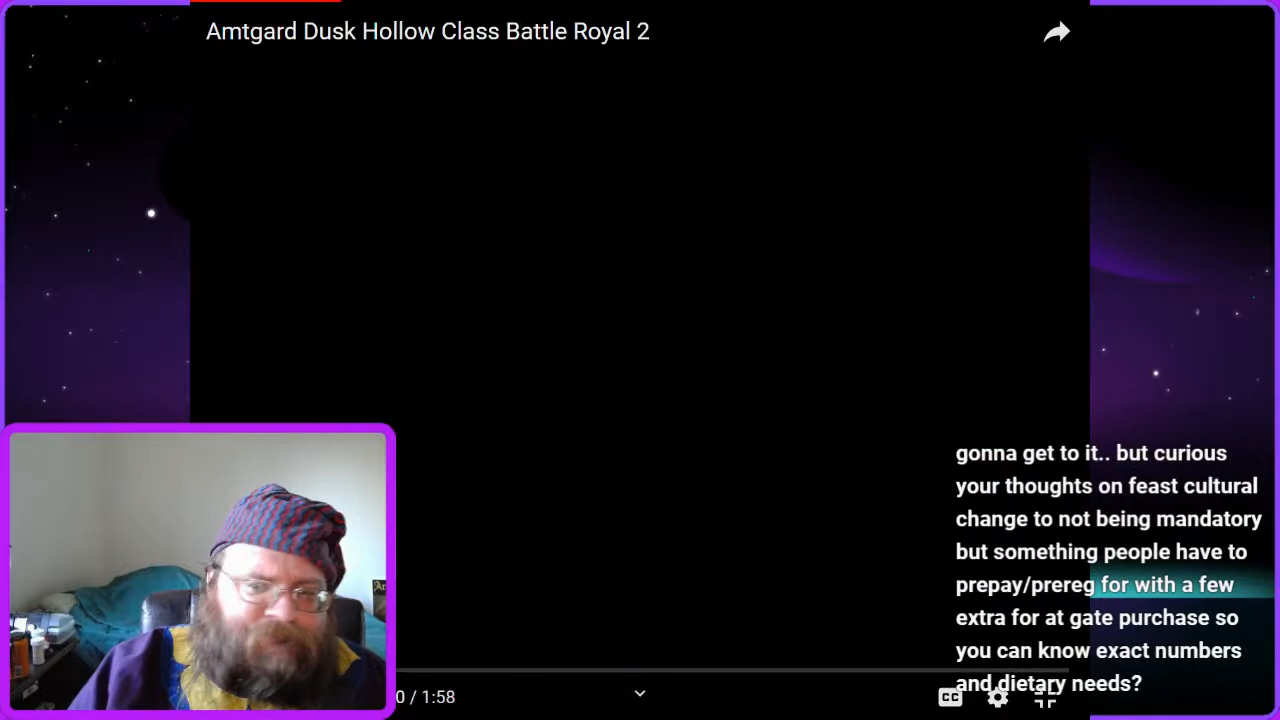 Amtgard Dusk Hollow Class Battle Royal 2
gonna get to it.. but curious
your thoughts on feast cultural
change to not being mandatory
but something people have to
prepay/prereg for with a few
extra for at gate purchase so
you can know exact numbers
and dietary needs?
0 / 1:58
CC